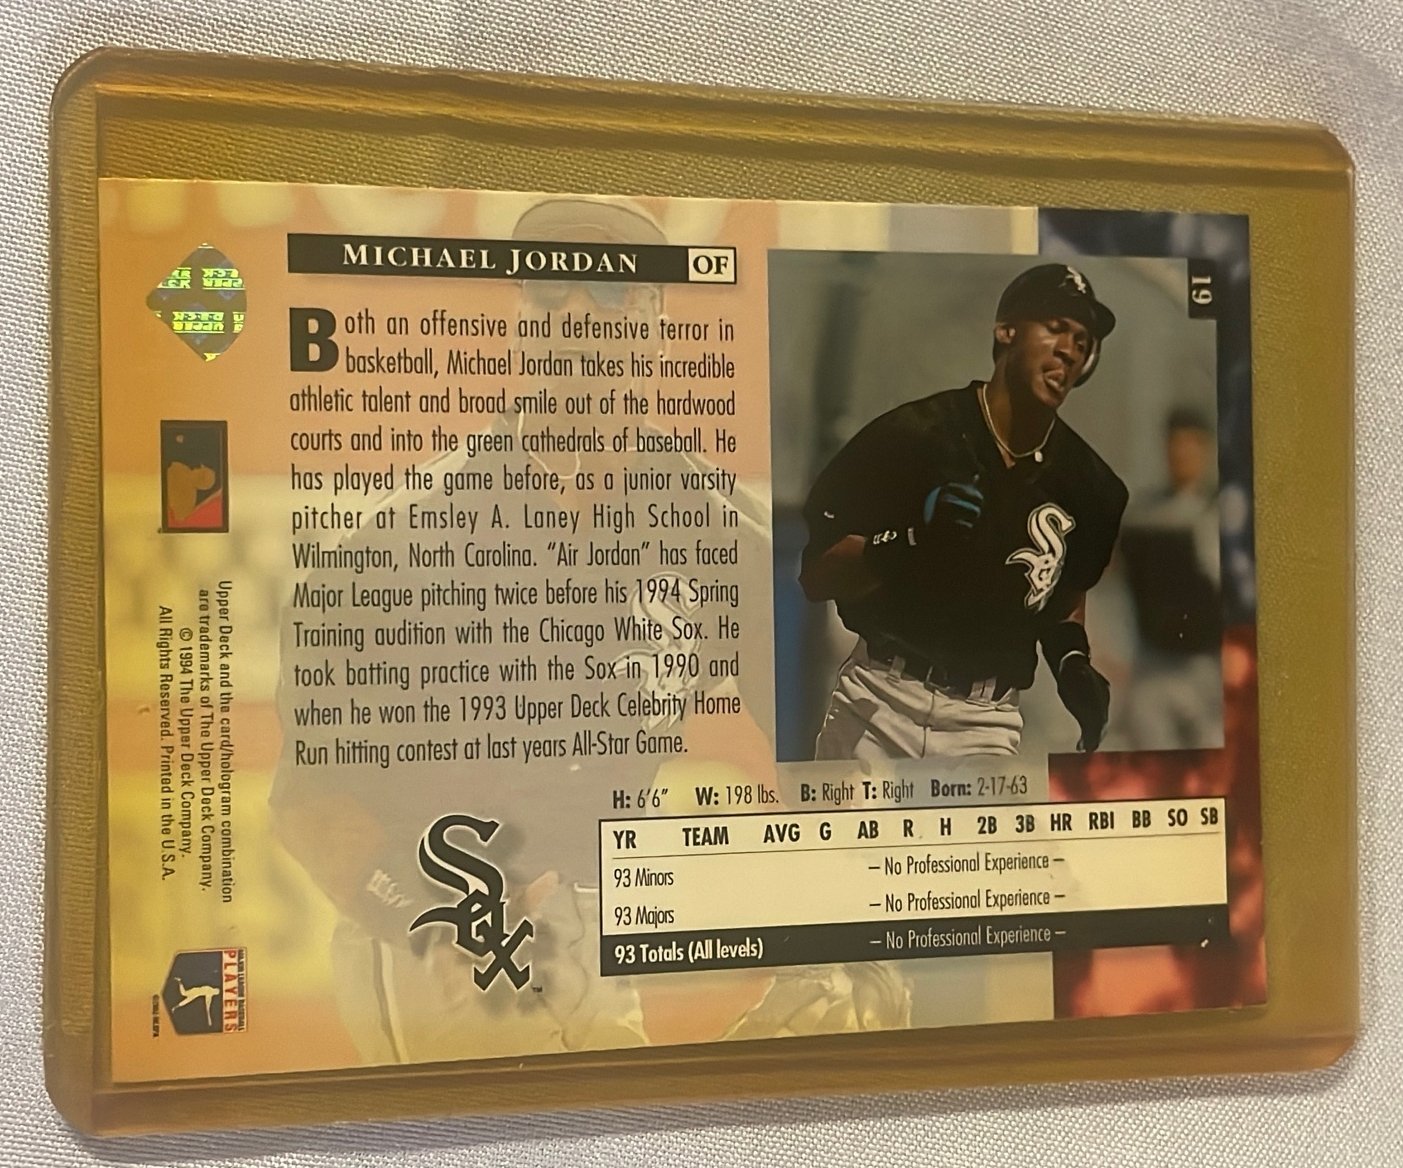 MICHAEL JORDAN OF
19
Both an offensive and defensive terror in
basketball, Michael Jordan takes his incredible
athletic talent and broad smile out of the hardwood
courts and into the green cathedrals of baseball. He
has played the game before, as a junior varsity
pitcher at Emsley A. Laney High School in
Wilmington, North Carolina. “Air Jordan” has faced
Major League pitching twice before his 1994 Spring
Training audition with the Chicago White Sox. He
took batting practice with the Sox in 1990 and
when he won the 1993 Upper Deck Celebrity Home
Run hitting contest at last years All-Star Game.
Sox
Sox
TM
H: 6'6" W: 198 lbs. B: Right T: Right Born: 2-17-63
YR TEAM AVG G AB R H 2B 3B HR RBI BB SO SB
93 Minors – No Professional Experience –
93 Majors – No Professional Experience –
93 Totals (All levels) – No Professional Experience –
UPPER DECK
Upper Deck and the card/hologram combination
are trademarks of The Upper Deck Company.
© 1994 The Upper Deck Company.
All Rights Reserved. Printed in the U.S.A.
MAJOR LEAGUE BASEBALL
PLAYERS